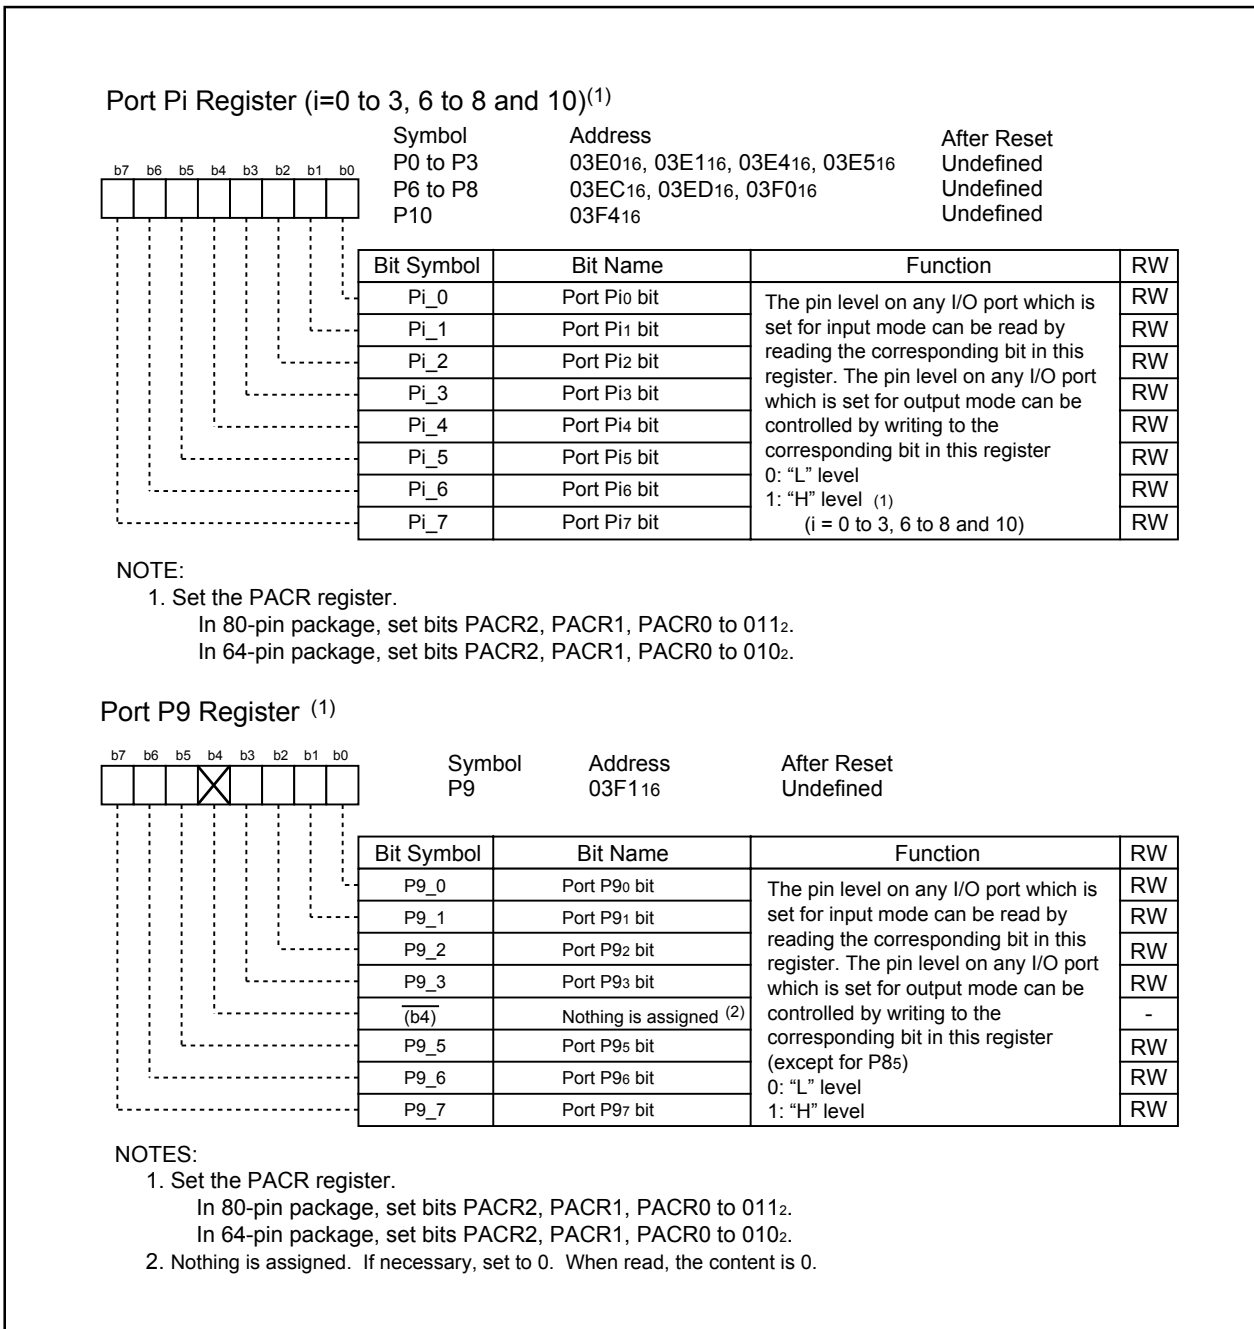 Port Pi Register (i=0 to 3, 6 to 8 and 10)(1)
Symbol Address After Reset
P0 to P3 03E016, 03E116, 03E416, 03E516 Undefined
P6 to P8 03EC16, 03ED16, 03F016 Undefined
P10 03F416 Undefined
b7 b6 b5 b4 b3 b2 b1 b0
Bit Symbol Bit Name Function RW
Pi_0 Port Pi0 bit RW
Pi_1 Port Pi1 bit RW
Pi_2 Port Pi2 bit RW
Pi_3 Port Pi3 bit RW
Pi_4 Port Pi4 bit RW
Pi_5 Port Pi5 bit RW
Pi_6 Port Pi6 bit RW
Pi_7 Port Pi7 bit RW
The pin level on any I/O port which is
set for input mode can be read by
reading the corresponding bit in this
register. The pin level on any I/O port
which is set for output mode can be
controlled by writing to the
corresponding bit in this register
0: “L” level
1: “H” level (1)
(i = 0 to 3, 6 to 8 and 10)
NOTE:
1. Set the PACR register.
In 80-pin package, set bits PACR2, PACR1, PACR0 to 0112.
In 64-pin package, set bits PACR2, PACR1, PACR0 to 0102.
Port P9 Register (1)
b7 b6 b5 b4 b3 b2 b1 b0
Symbol Address After Reset
P9 03F116 Undefined
Bit Symbol Bit Name Function RW
P9_0 Port P90 bit RW
P9_1 Port P91 bit RW
P9_2 Port P92 bit RW
P9_3 Port P93 bit RW
(b4) Nothing is assigned (2) -
P9_5 Port P95 bit RW
P9_6 Port P96 bit RW
P9_7 Port P97 bit RW
The pin level on any I/O port which is
set for input mode can be read by
reading the corresponding bit in this
register. The pin level on any I/O port
which is set for output mode can be
controlled by writing to the
corresponding bit in this register
(except for P85)
0: “L” level
1: “H” level
NOTES:
1. Set the PACR register.
In 80-pin package, set bits PACR2, PACR1, PACR0 to 0112.
In 64-pin package, set bits PACR2, PACR1, PACR0 to 0102.
2. Nothing is assigned. If necessary, set to 0. When read, the content is 0.